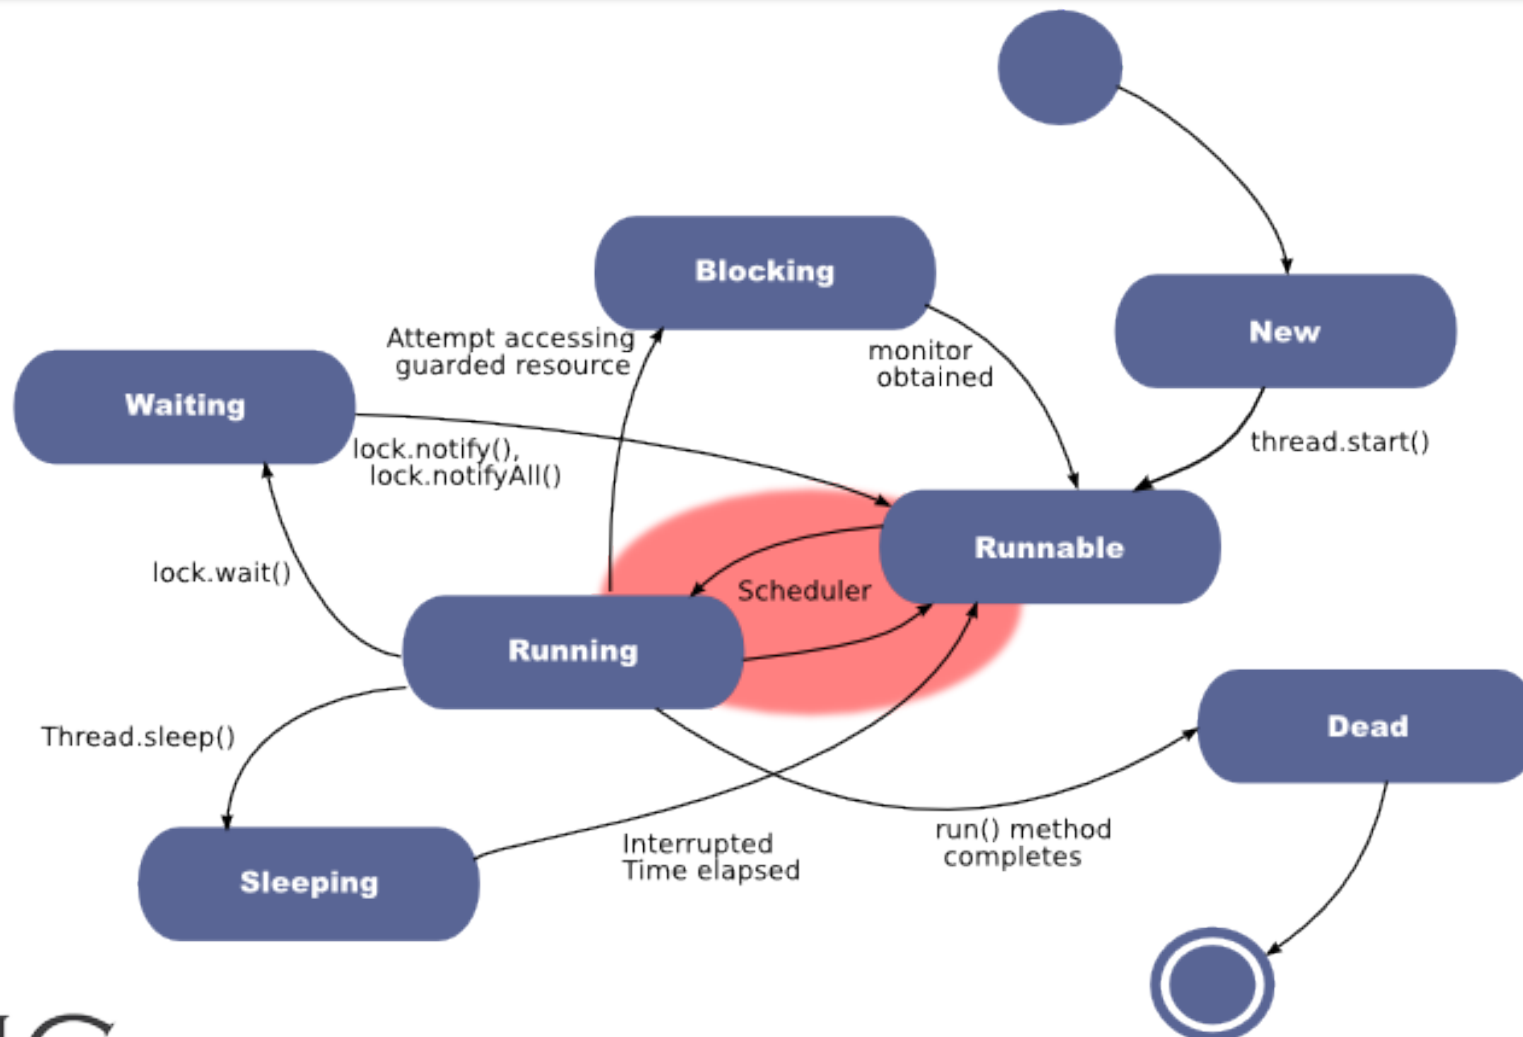 Blocking
New
Attempt accessing
guarded resource
monitor
obtained
Waiting
lock.notify(),
lock.notifyAll()
thread.start()
Runnable
lock.wait()
Scheduler
Running
Dead
Thread.sleep()
run() method
completes
Interrupted
Time elapsed
Sleeping